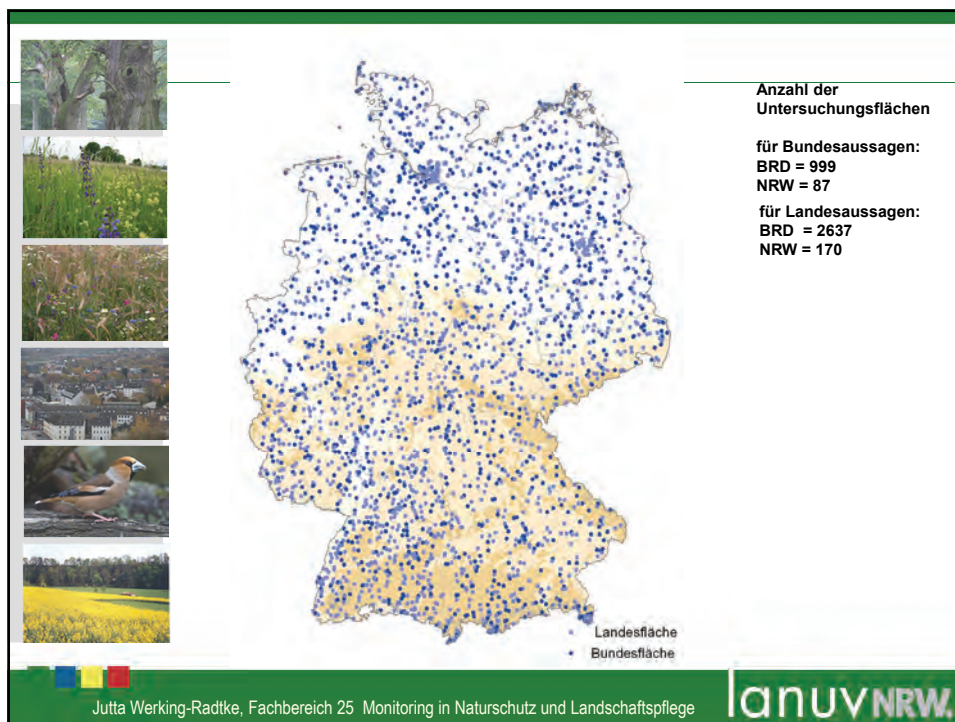 Anzahl der
Untersuchungsflächen
für Bundesaussagen:
BRD = 999
NRW = 87
für Landesaussagen:
BRD = 2637
NRW = 170
Landesfläche
Bundesfläche
Jutta Werking-Radtke, Fachbereich 25 Monitoring in Naturschutz und Landschaftspflege
lanuv NRW.